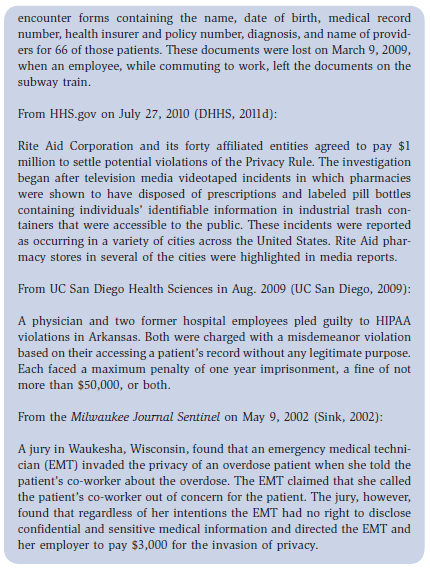 encounter forms containing the name, date of birth, medical record
number, health insurer and policy number, diagnosis, and name of provid-
ers for 66 of those patients. These documents were lost on March 9, 2009,
when an employee, while commuting to work, left the documents on the
subway train.
From HHS.gov on July 27, 2010 (DHHS, 2011d):
Rite Aid Corporation and its forty affiliated entities agreed to pay $1
million to settle potential violations of the Privacy Rule. The investigation
began after television media videotaped incidents in which pharmacies
were shown to have disposed of prescriptions and labeled pill bottles
containing individuals' identifiable information in industrial trash con-
tainers that were accessible to the public. These incidents were reported
as occurring in a variety of cities across the United States. Rite Aid phar-
macy stores in several of the cities were highlighted in media reports.
From UC San Diego Health Sciences in Aug. 2009 (UC San Diego, 2009):
A physician and two former hospital employees pled guilty to HIPAA
violations in Arkansas. Both were charged with a misdemeanor violation
based on their accessing a patient's record without any legitimate purpose.
Each faced a maximum penalty of one year imprisonment, a fine of not
more than $50,000, or both.
From the Milwaukee Journal Sentinel on May 9, 2002 (Sink, 2002):
A jury in Waukesha, Wisconsin, found that an emergency medical techni-
cian (EMT) invaded the privacy of an overdose patient when she told the
patient's co-worker about the overdose. The EMT claimed that she called
the patient's co-worker out of concern for the patient. The jury, however,
found that regardless of her intentions the EMT had no right to disclose
confidential and sensitive medical information and directed the EMT and
her employer to pay $3,000 for the invasion of privacy.